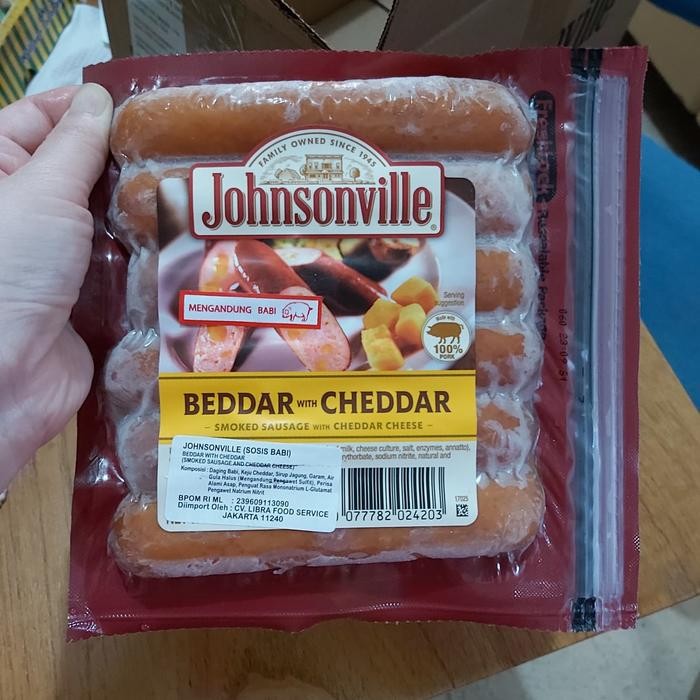 FAMILY OWNED SINCE 1945
Johnsonville®
Serving
suggestion
MENGANDUNG BABI
Made with
100%
PORK
BEDDAR WITH CHEDDAR
– SMOKED SAUSAGE WITH CHEDDAR CHEESE –
milk, cheese culture, salt, enzymes, annatto),
erythorbate, sodium nitrite, natural and
JOHNSONVILLE (SOSIS BABI)
BEDDAR WITH CHEDDAR
(SMOKED SAUSAGE AND CHEDDAR CHEESE)
Komposisi : Daging Babi, Keju Cheddar, Sirup Jagung, Garam, Air
Gula Halus (Mengandung Pengawet Sulfit), Perisa
Alami Asap, Penguat Rasa Mononatrium L-Glutamat
Pengawet Natrium Nitrit
BPOM RI ML : 239609113090
Diimport Oleh : CV. LIBRA FOOD SERVICE
JAKARTA 11240
077782 024203
17025